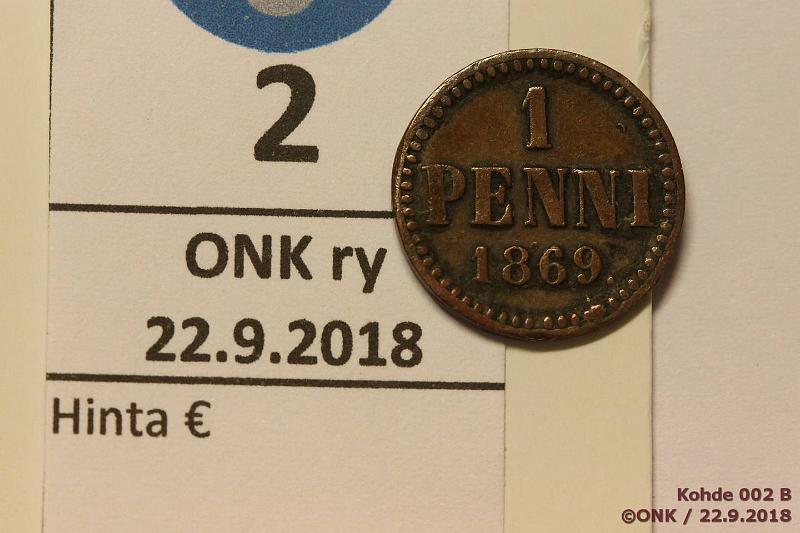 2
ONK ry
22.9.2018
Hinta €
1
PENNI
1869.
Kohde 002 B
©ONK / 22.9.2018